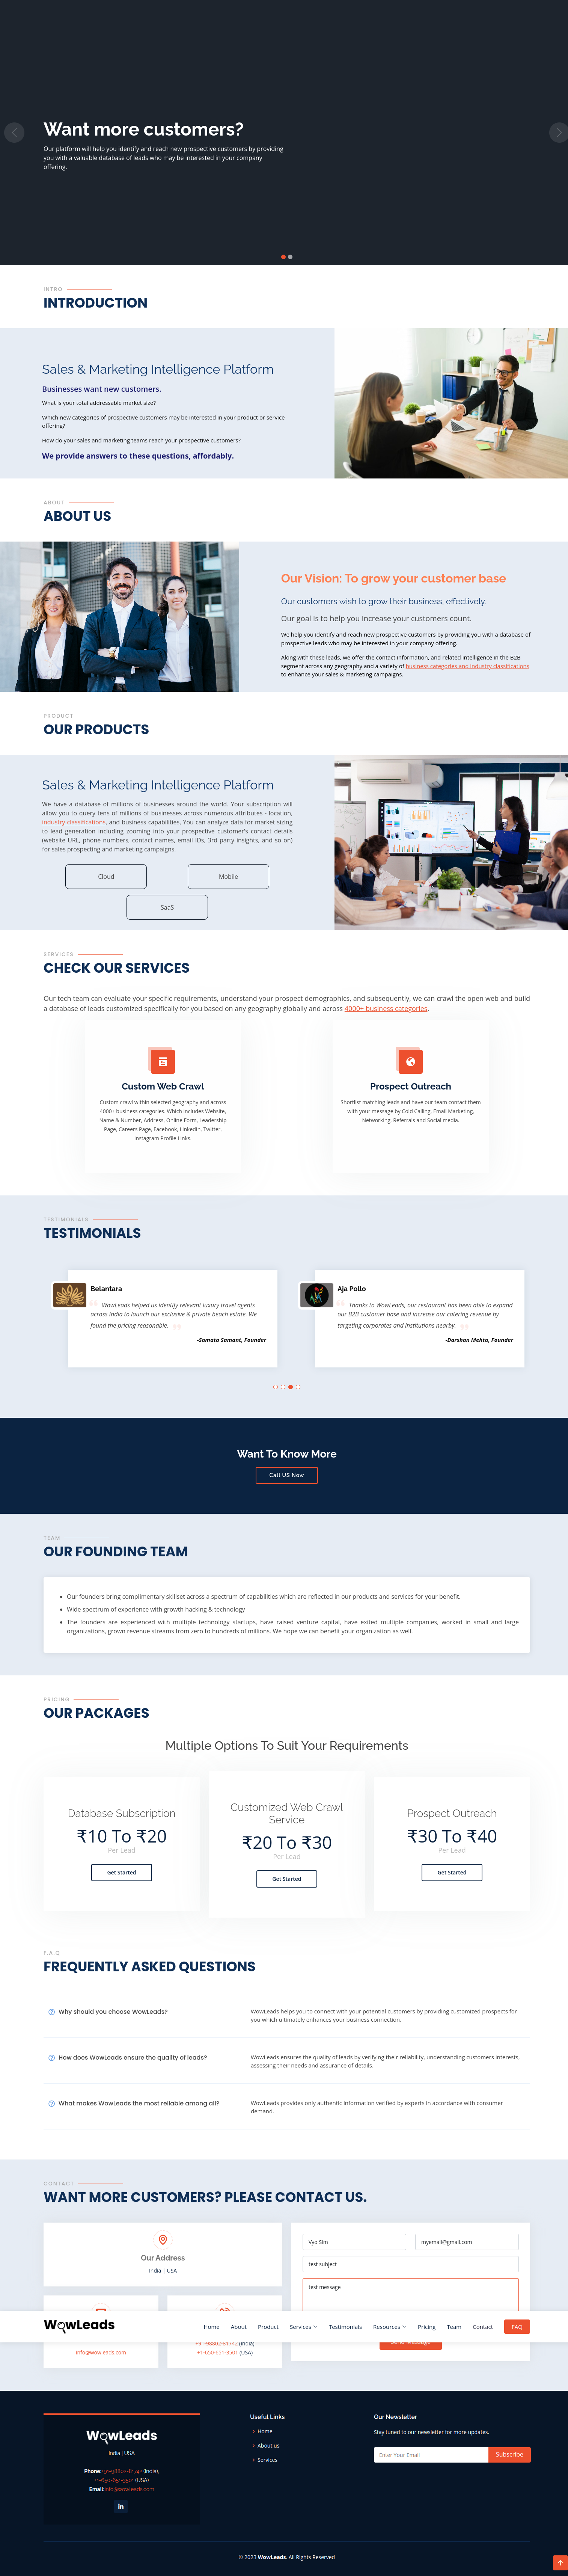 Want more customers?
Our platform will help you identify and reach new prospective customers by providing
you with a valuable database of leads who may be interested in your company
offering.
INTRO
INTRODUCTION
Sales & Marketing Intelligence Platform
Businesses want new customers.
What is your total addressable market size?
Which new categories of prospective customers may be interested in your product or service
offering?
How do your sales and marketing teams reach your prospective customers?
We provide answers to these questions, affordably.
ABOUT
ABOUT US
Our Vision: To grow your customer base
Our customers wish to grow their business, effectively.
Our goal is to help you increase your customers count.
We help you identify and reach new prospective customers by providing you with a database of
prospective leads who may be interested in your company offering.
Along with these leads, we offer the contact information, and related intelligence in the B2B
segment across any geography and a variety of business categories and industry classifications
to enhance your sales & marketing campaigns.
PRODUCT
OUR PRODUCTS
Sales & Marketing Intelligence Platform
We have a database of millions of businesses around the world. Your subscription will
allow you to query tens of millions of businesses across numerous attributes - location,
industry classifications, and business capabilities. You can analyze data for market sizing
to lead generation including zooming into your prospective customer's contact details
(website URL, phone numbers, contact names, email IDs, 3rd party insights, and so on)
for sales prospecting and marketing campaigns.
Cloud
Mobile
SaaS
SERVICES
CHECK OUR SERVICES
Our tech team can evaluate your specific requirements, understand your prospect demographics, and subsequently, we can crawl the open web and build
a database of leads customized specifically for you based on any geography globally and across 4000+ business categories.
Custom Web Crawl
Custom crawl within selected geography and across
4000+ business categories. Which includes Website,
Name & Number, Address, Online Form, Leadership
Page, Careers Page, Facebook, LinkedIn, Twitter,
Instagram Profile Links.
Prospect Outreach
Shortlist matching leads and have our team contact them
with your message by Cold Calling, Email Marketing,
Networking, Referrals and Social media.
TESTIMONIALS
TESTIMONIALS
Belantara
WowLeads helped us identify relevant luxury travel agents
across India to launch our exclusive & private beach estate. We
found the pricing reasonable.
-Samata Samant, Founder
Aja Pollo
Thanks to WowLeads, our restaurant has been able to expand
our B2B customer base and increase our catering revenue by
targeting corporates and institutions nearby.
-Darshan Mehta, Founder
Want To Know More
Call US Now
TEAM
OUR FOUNDING TEAM
Our founders bring complimentary skillset across a spectrum of capabilities which are reflected in our products and services for your benefit.
Wide spectrum of experience with growth hacking & technology
The founders are experienced with multiple technology startups, have raised venture capital, have exited multiple companies, worked in small and large
organizations, grown revenue streams from zero to hundreds of millions. We hope we can benefit your organization as well.
PRICING
OUR PACKAGES
Multiple Options To Suit Your Requirements
Database Subscription
₹10 To ₹20
Per Lead
Get Started
Customized Web Crawl
Service
₹20 To ₹30
Per Lead
Get Started
Prospect Outreach
₹30 To ₹40
Per Lead
Get Started
F.A.Q
FREQUENTLY ASKED QUESTIONS
Why should you choose WowLeads?
WowLeads helps you to connect with your potential customers by providing customized prospects for
you which ultimately enhances your business connection.
How does WowLeads ensure the quality of leads?
WowLeads ensures the quality of leads by verifying their reliability, understanding customers interests,
assessing their needs and assurance of details.
What makes WowLeads the most reliable among all?
WowLeads provides only authentic information verified by experts in accordance with consumer
demand.
CONTACT
WANT MORE CUSTOMERS? PLEASE CONTACT US.
Our Address
India | USA
Vyo Sim
myemail@gmail.com
test subject
test message
WowLeads
Home About Product Services Testimonials Resources Pricing Team Contact FAQ
info@wowleads.com
+91-98802-81742 (India)
+1-650-651-3501 (USA)
WowLeads
India | USA
Phone:+91-98802-81742 (India),
+1-650-651-3501 (USA)
Email:info@wowleads.com
Useful Links
Home
About us
Services
Our Newsletter
Stay tuned to our newsletter for more updates.
Enter Your Email
Subscribe
© 2023 WowLeads. All Rights Reserved